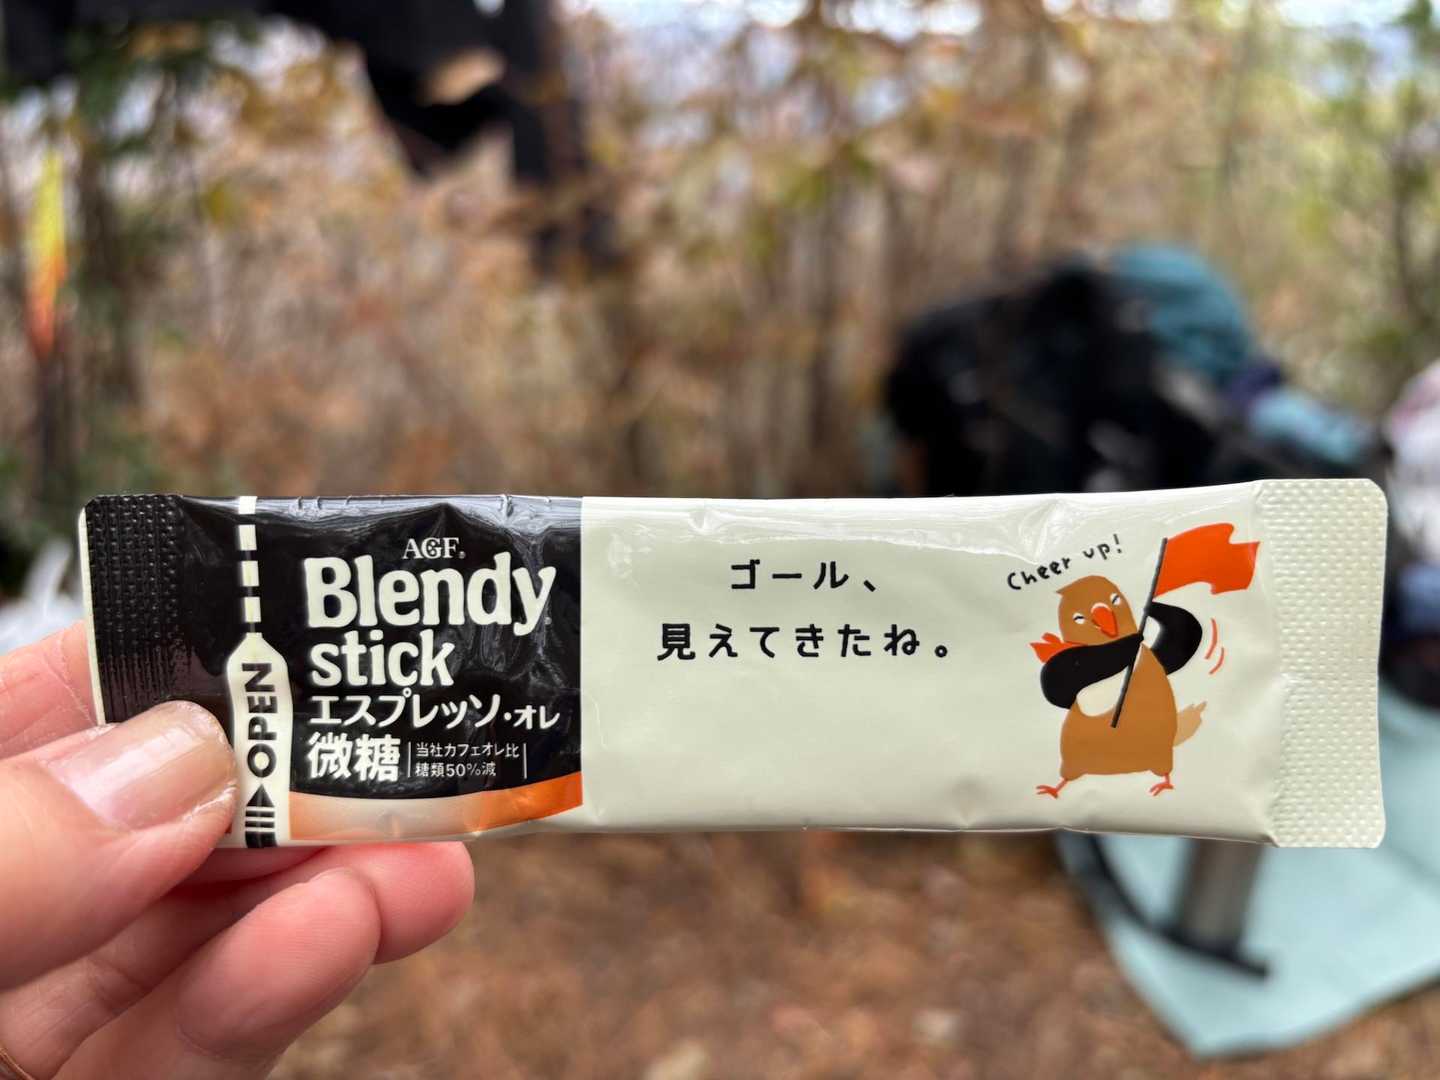 OPEN
AGF®
Blendy®
stick
エスプレッソ・オレ
微糖
当社カフェオレ比
糖類50%減
ゴール、
見えてきたね。
Cheer up!